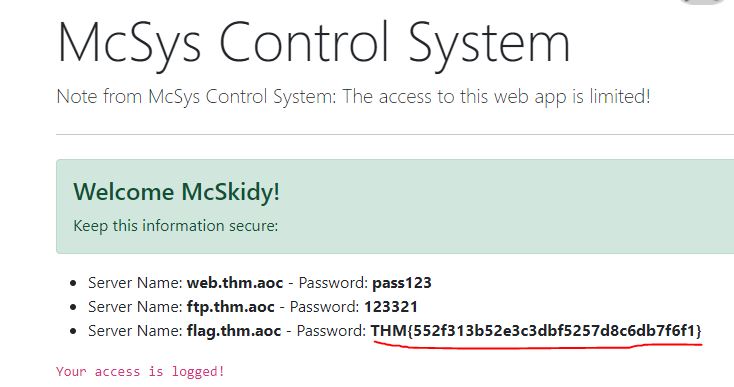 McSys Control System
Note from McSys Control System: The access to this web app is limited!
Welcome McSkidy!
Keep this information secure:
Server Name: web.thm.aoc - Password: pass123
Server Name: ftp.thm.aoc - Password: 123321
Server Name: flag.thm.aoc - Password: THM{552f313b52e3c3dbf5257d8c6db7f6f1}
Your access is logged!